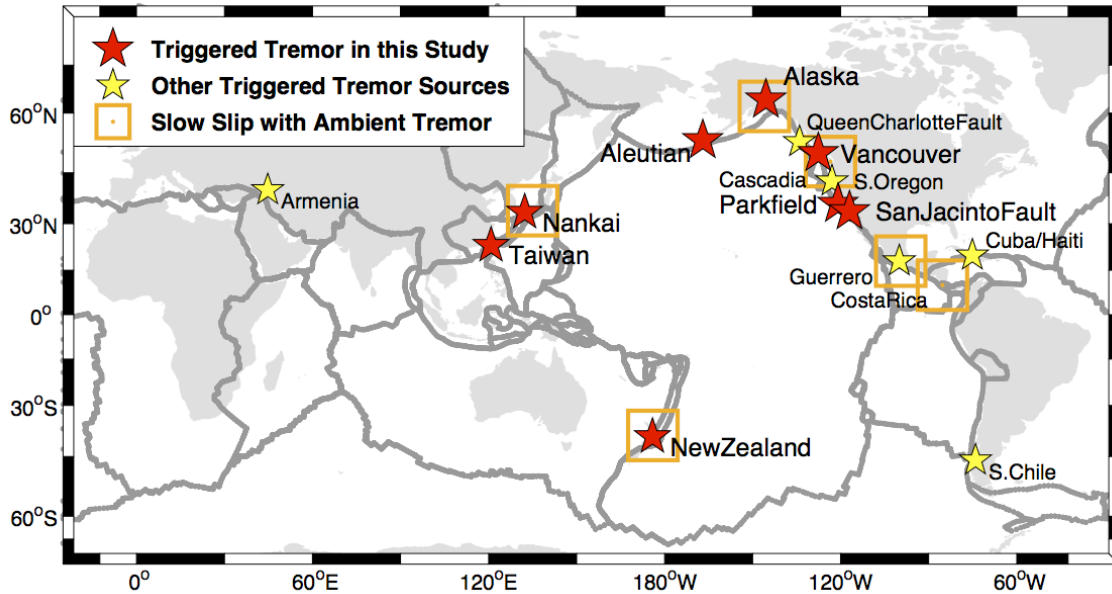 Triggered Tremor in this Study
Other Triggered Tremor Sources
Slow Slip with Ambient Tremor
Alaska
QueenCharlotteFault
Aleutian
Vancouver
Cascadia
S.Oregon
Armenia
Parkfield
SanJacintoFault
Nankai
Taiwan
Cuba/Haiti
Guerrero
CostaRica
NewZealand
S.Chile
60°N
30°N
0°
30°S
60°S
0°
60°E
120°E
180°W
120°W
60°W